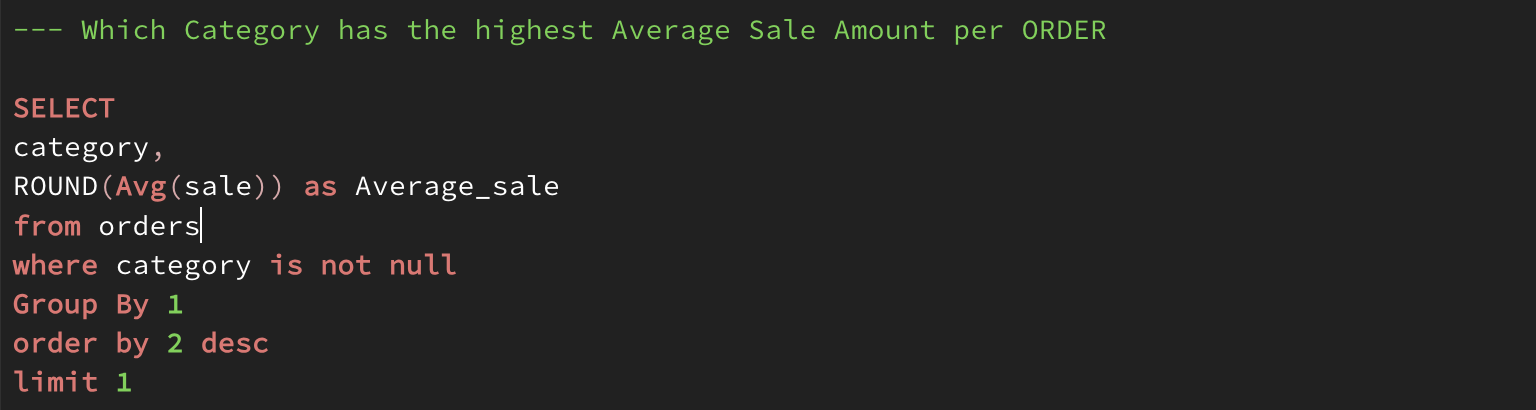 --- Which Category has the highest Average Sale Amount per ORDER
SELECT
category,
ROUND(Avg(sale)) as Average_sale
from orders
where category is not null
Group By 1
order by 2 desc
limit 1